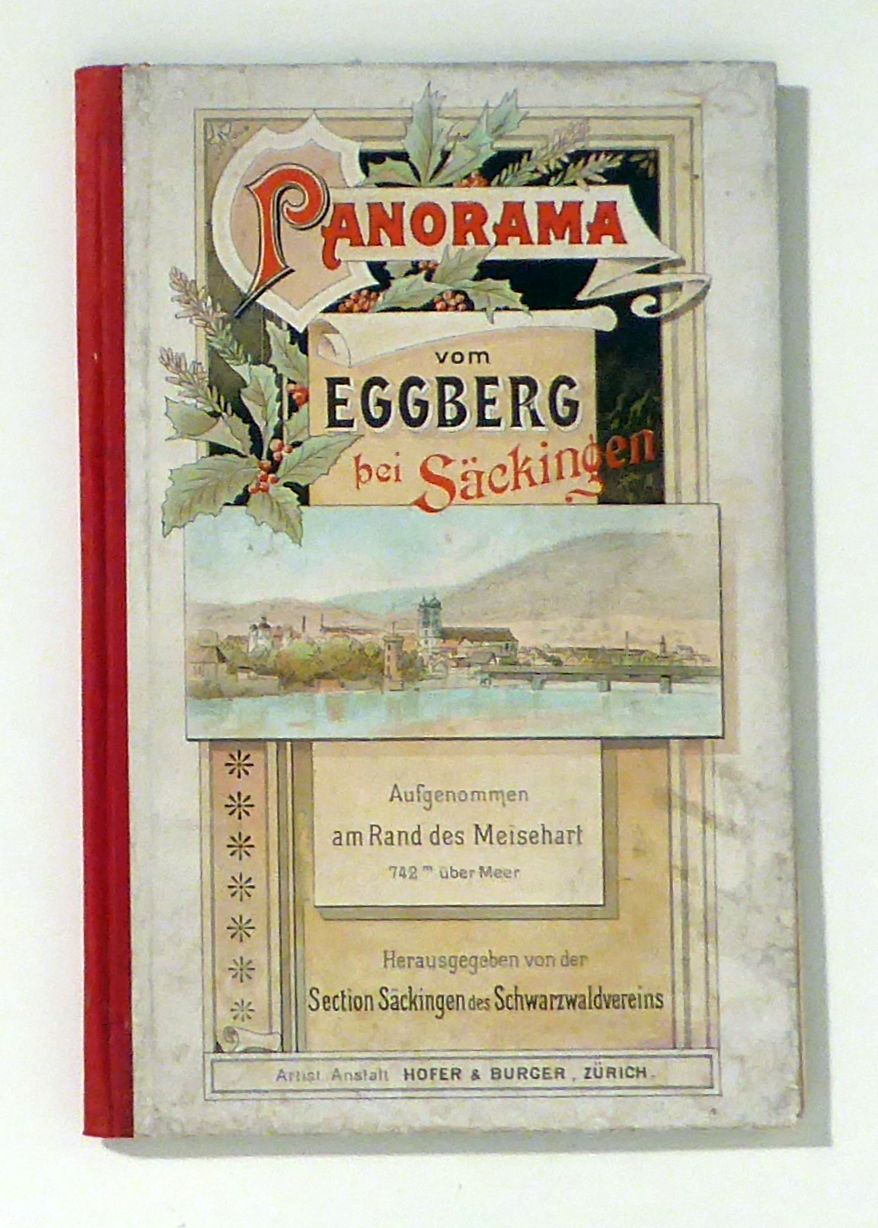 PANORAMA
vom
EGGBERG
bei Säckingen
Aufgenommen
am Rand des Meisehart
742 m über Meer
Herausgegeben von der
Section Säckingen des Schwarzwaldvereins
Artist. Anstalt HOFER & BURGER, ZÜRICH.